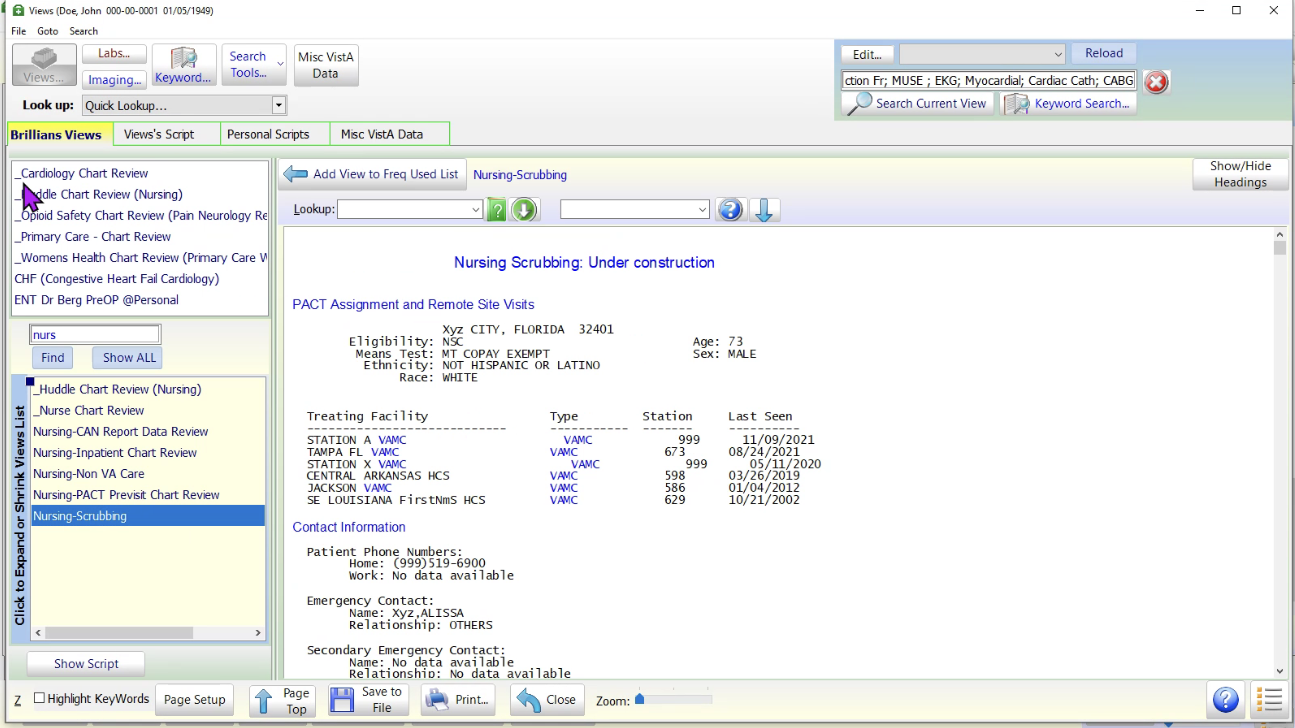 Views (Doe, John 000-00-0001 01/05/1949)
File Goto Search
Views... Labs... Imaging... Keyword... Search Tools... Misc VistA Data
Edit... Reload
Look up: Quick Lookup...
ction Fr; MUSE ; EKG; Myocardial; Cardiac Cath; CABG
Search Current View Keyword Search...
Brillians Views Views's Script Personal Scripts Misc VistA Data
_Cardiology Chart Review
Chart Review (Nursing)
_Opioid Safety Chart Review (Pain Neurology Re
_Primary Care - Chart Review
_Womens Health Chart Review (Primary Care W
CHF (Congestive Heart Fail Cardiology)
ENT Dr Berg PreOP @Personal
nurs
Find Show ALL
Click to Expand or Shrink Views List
_Huddle Chart Review (Nursing)
_Nurse Chart Review
Nursing-CAN Report Data Review
Nursing-Inpatient Chart Review
Nursing-Non VA Care
Nursing-PACT Previsit Chart Review
Nursing-Scrubbing
Show Script
Add View to Freq Used List Nursing-Scrubbing Show/Hide Headings
Lookup:
Nursing Scrubbing: Under construction
PACT Assignment and Remote Site Visits
Xyz CITY, FLORIDA 32401
Eligibility: NSC Age: 73
Means Test: MT COPAY EXEMPT Sex: MALE
Ethnicity: NOT HISPANIC OR LATINO
Race: WHITE
Treating Facility Type Station Last Seen
STATION A VAMC VAMC 999 11/09/2021
TAMPA FL VAMC VAMC 673 08/24/2021
STATION X VAMC VAMC 999 05/11/2020
CENTRAL ARKANSAS HCS VAMC 598 03/26/2019
JACKSON VAMC VAMC 586 01/04/2012
SE LOUISIANA FirstNmS HCS VAMC 629 10/21/2002
Contact Information
Patient Phone Numbers:
Home: (999)519-6900
Work: No data available
Emergency Contact:
Name: Xyz,ALISSA
Relationship: OTHERS
Secondary Emergency Contact:
Name: No data available
Relationship: No data available
Z Highlight KeyWords Page Setup Page Top Save to File Print... Close Zoom: